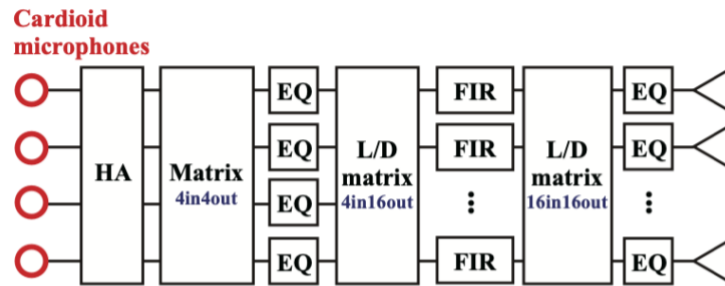 Cardioid
microphones
HA
Matrix
4in4out
EQ
EQ
EQ
EQ
L/D
matrix
4in16out
FIR
FIR
FIR
L/D
matrix
16in16out
EQ
EQ
EQ